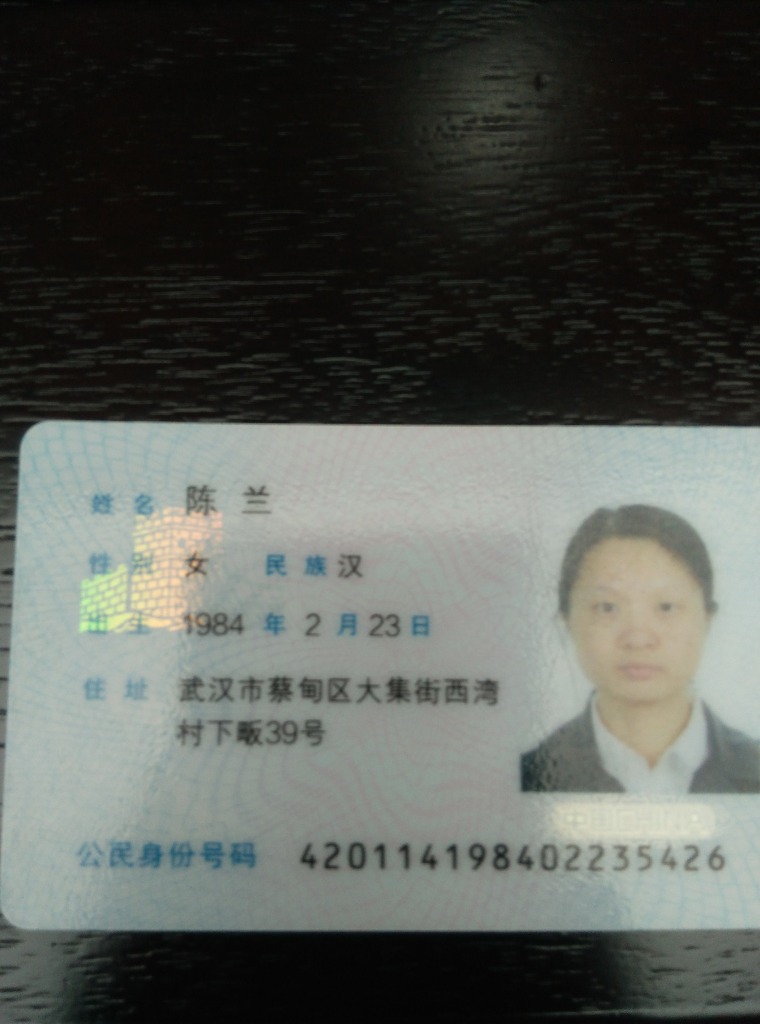 姓名 陈兰
性别 女 民族 汉
出生 1984 年 2 月 23 日
住址 武汉市蔡甸区大集街西湾
村下畈39号
公民身份号码 420114198402235426